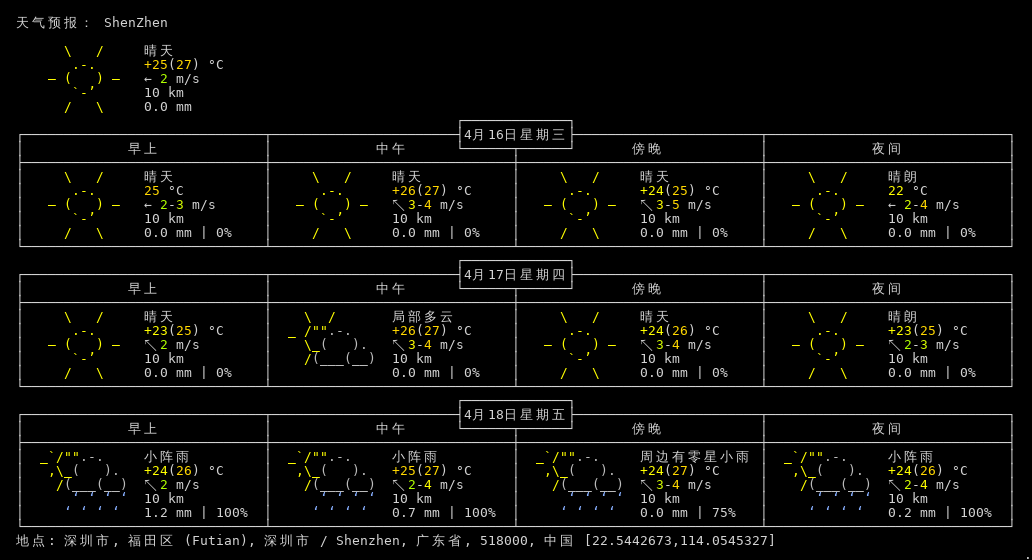 天气预报： ShenZhen
晴天
+25(27) °C
← 2 m/s
10 km
0.0 mm
4月16日星期三
早上 中午 傍晚 夜间
晴天 晴天 晴天 晴朗
25 °C +26(27) °C +24(25) °C 22 °C
← 2-3 m/s ↖ 3-4 m/s ↖ 3-5 m/s ← 2-4 m/s
10 km 10 km 10 km 10 km
0.0 mm | 0% 0.0 mm | 0% 0.0 mm | 0% 0.0 mm | 0%
4月17日星期四
早上 中午 傍晚 夜间
晴天 局部多云 晴天 晴朗
+23(25) °C +26(27) °C +24(26) °C +23(25) °C
↖ 2 m/s ↖ 3-4 m/s ↖ 3-4 m/s ↖ 2-3 m/s
10 km 10 km 10 km 10 km
0.0 mm | 0% 0.0 mm | 0% 0.0 mm | 0% 0.0 mm | 0%
4月18日星期五
早上 中午 傍晚 夜间
小阵雨 小阵雨 周边有零星小雨 小阵雨
+24(26) °C +25(27) °C +24(27) °C +24(26) °C
↖ 2 m/s ↖ 2-4 m/s ↖ 3-4 m/s ↖ 2-4 m/s
10 km 10 km 10 km 10 km
1.2 mm | 100% 0.7 mm | 100% 0.0 mm | 75% 0.2 mm | 100%
地点: 深圳市, 福田区 (Futian), 深圳市 / Shenzhen, 广东省, 518000, 中国 [22.5442673,114.0545327]